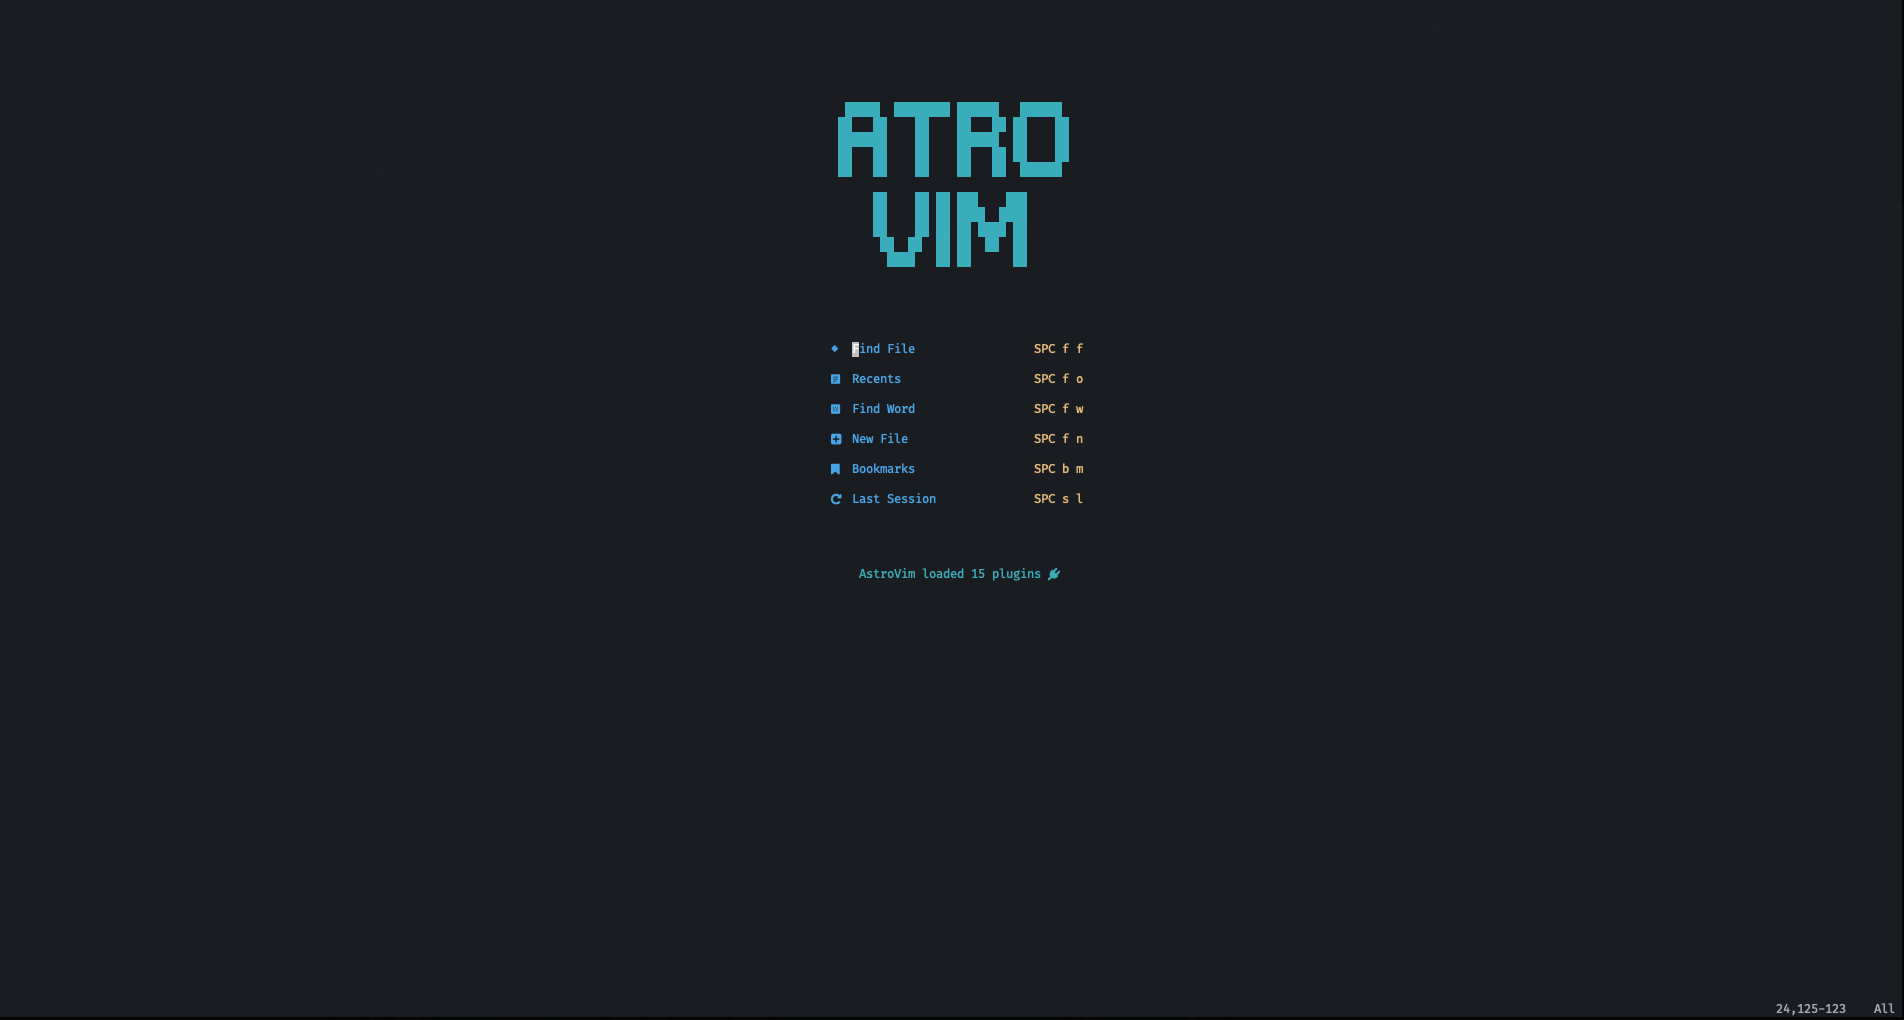 ATRO
VIM
Find File SPC f f
Recents SPC f o
Find Word SPC f w
New File SPC f n
Bookmarks SPC b m
Last Session SPC s l
AstroVim loaded 15 plugins
24,125-123 All